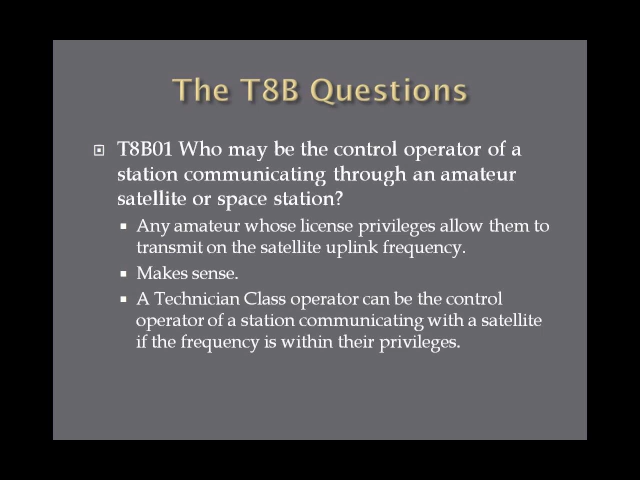 The T8B Questions
T8B01 Who may be the control operator of a
station communicating through an amateur
satellite or space station?
Any amateur whose license privileges allow them to
transmit on the satellite uplink frequency.
Makes sense.
A Technician Class operator can be the control
operator of a station communicating with a satellite
if the frequency is within their privileges.